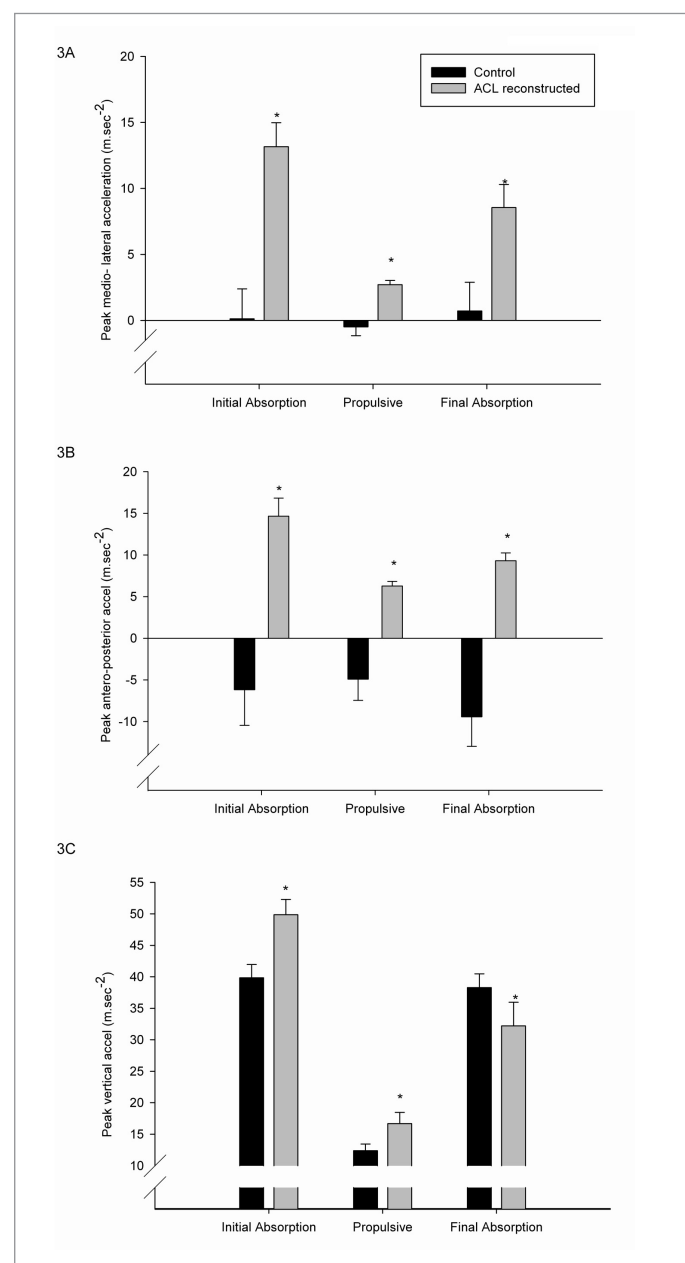 3A
Control
ACL reconstructed
Peak medio- lateral acceleration (m.sec-2)
20
15
10
5
0
*
*
*
Initial Absorption Propulsive Final Absorption
3B
Peak antero-posterior accel (m.sec-2)
20
15
10
5
0
-5
-10
*
*
*
Initial Absorption Propulsive Final Absorption
3C
Peak vertical accel (m.sec-2)
55
50
40
35
30
20
15
10
*
*
*
Initial Absorption Propulsive Final Absorption